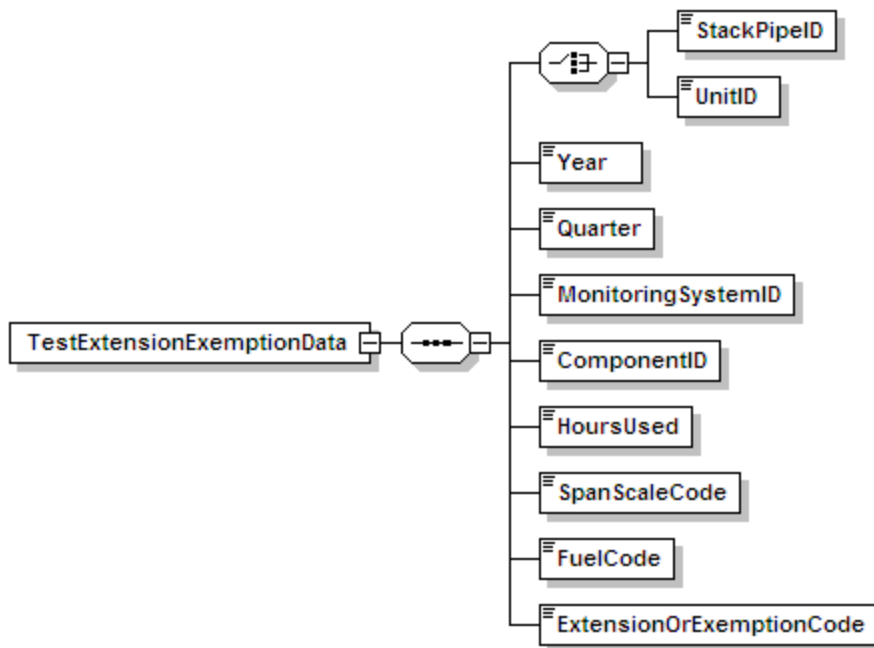 StackPipeID
UnitID
Year
Quarter
MonitoringSystemID
TestExtensionExemptionData
ComponentID
HoursUsed
SpanScaleCode
FuelCode
ExtensionOrExemptionCode